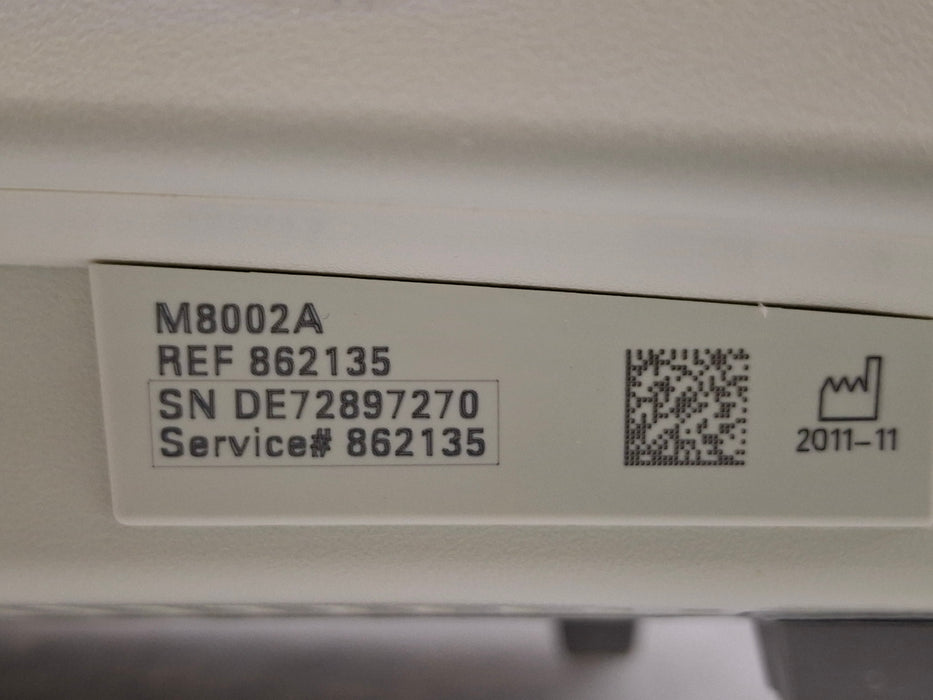 M8002A
REF 862135
SN DE72897270
Service# 862135
2011-11